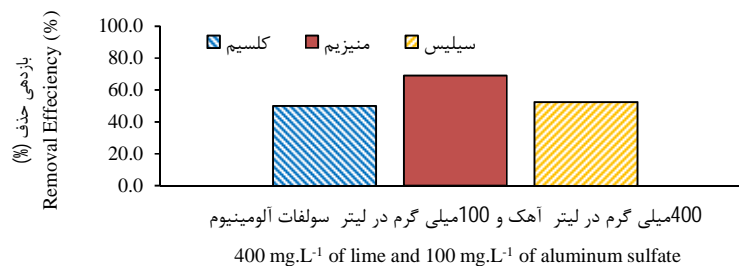 بازدهی حذف (%)
Removal Effeciency (%)
100.0
80.0
60.0
40.0
20.0
0.0
کلسیم
منیزیم
سیلیس
400میلی گرم در لیتر آهک و 100میلی گرم در لیتر سولفات آلومینیوم
400 mg.L⁻¹ of lime and 100 mg.L⁻¹ of aluminum sulfate